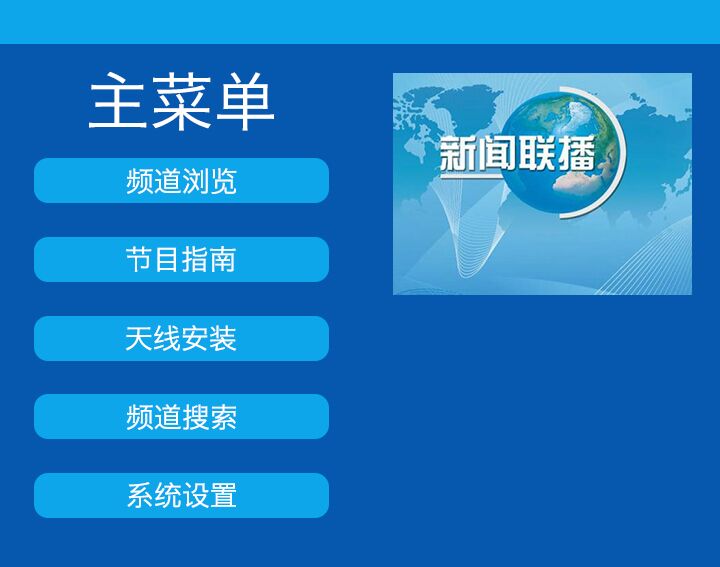 主菜单
频道浏览
节目指南
天线安装
频道搜索
系统设置
新闻联播